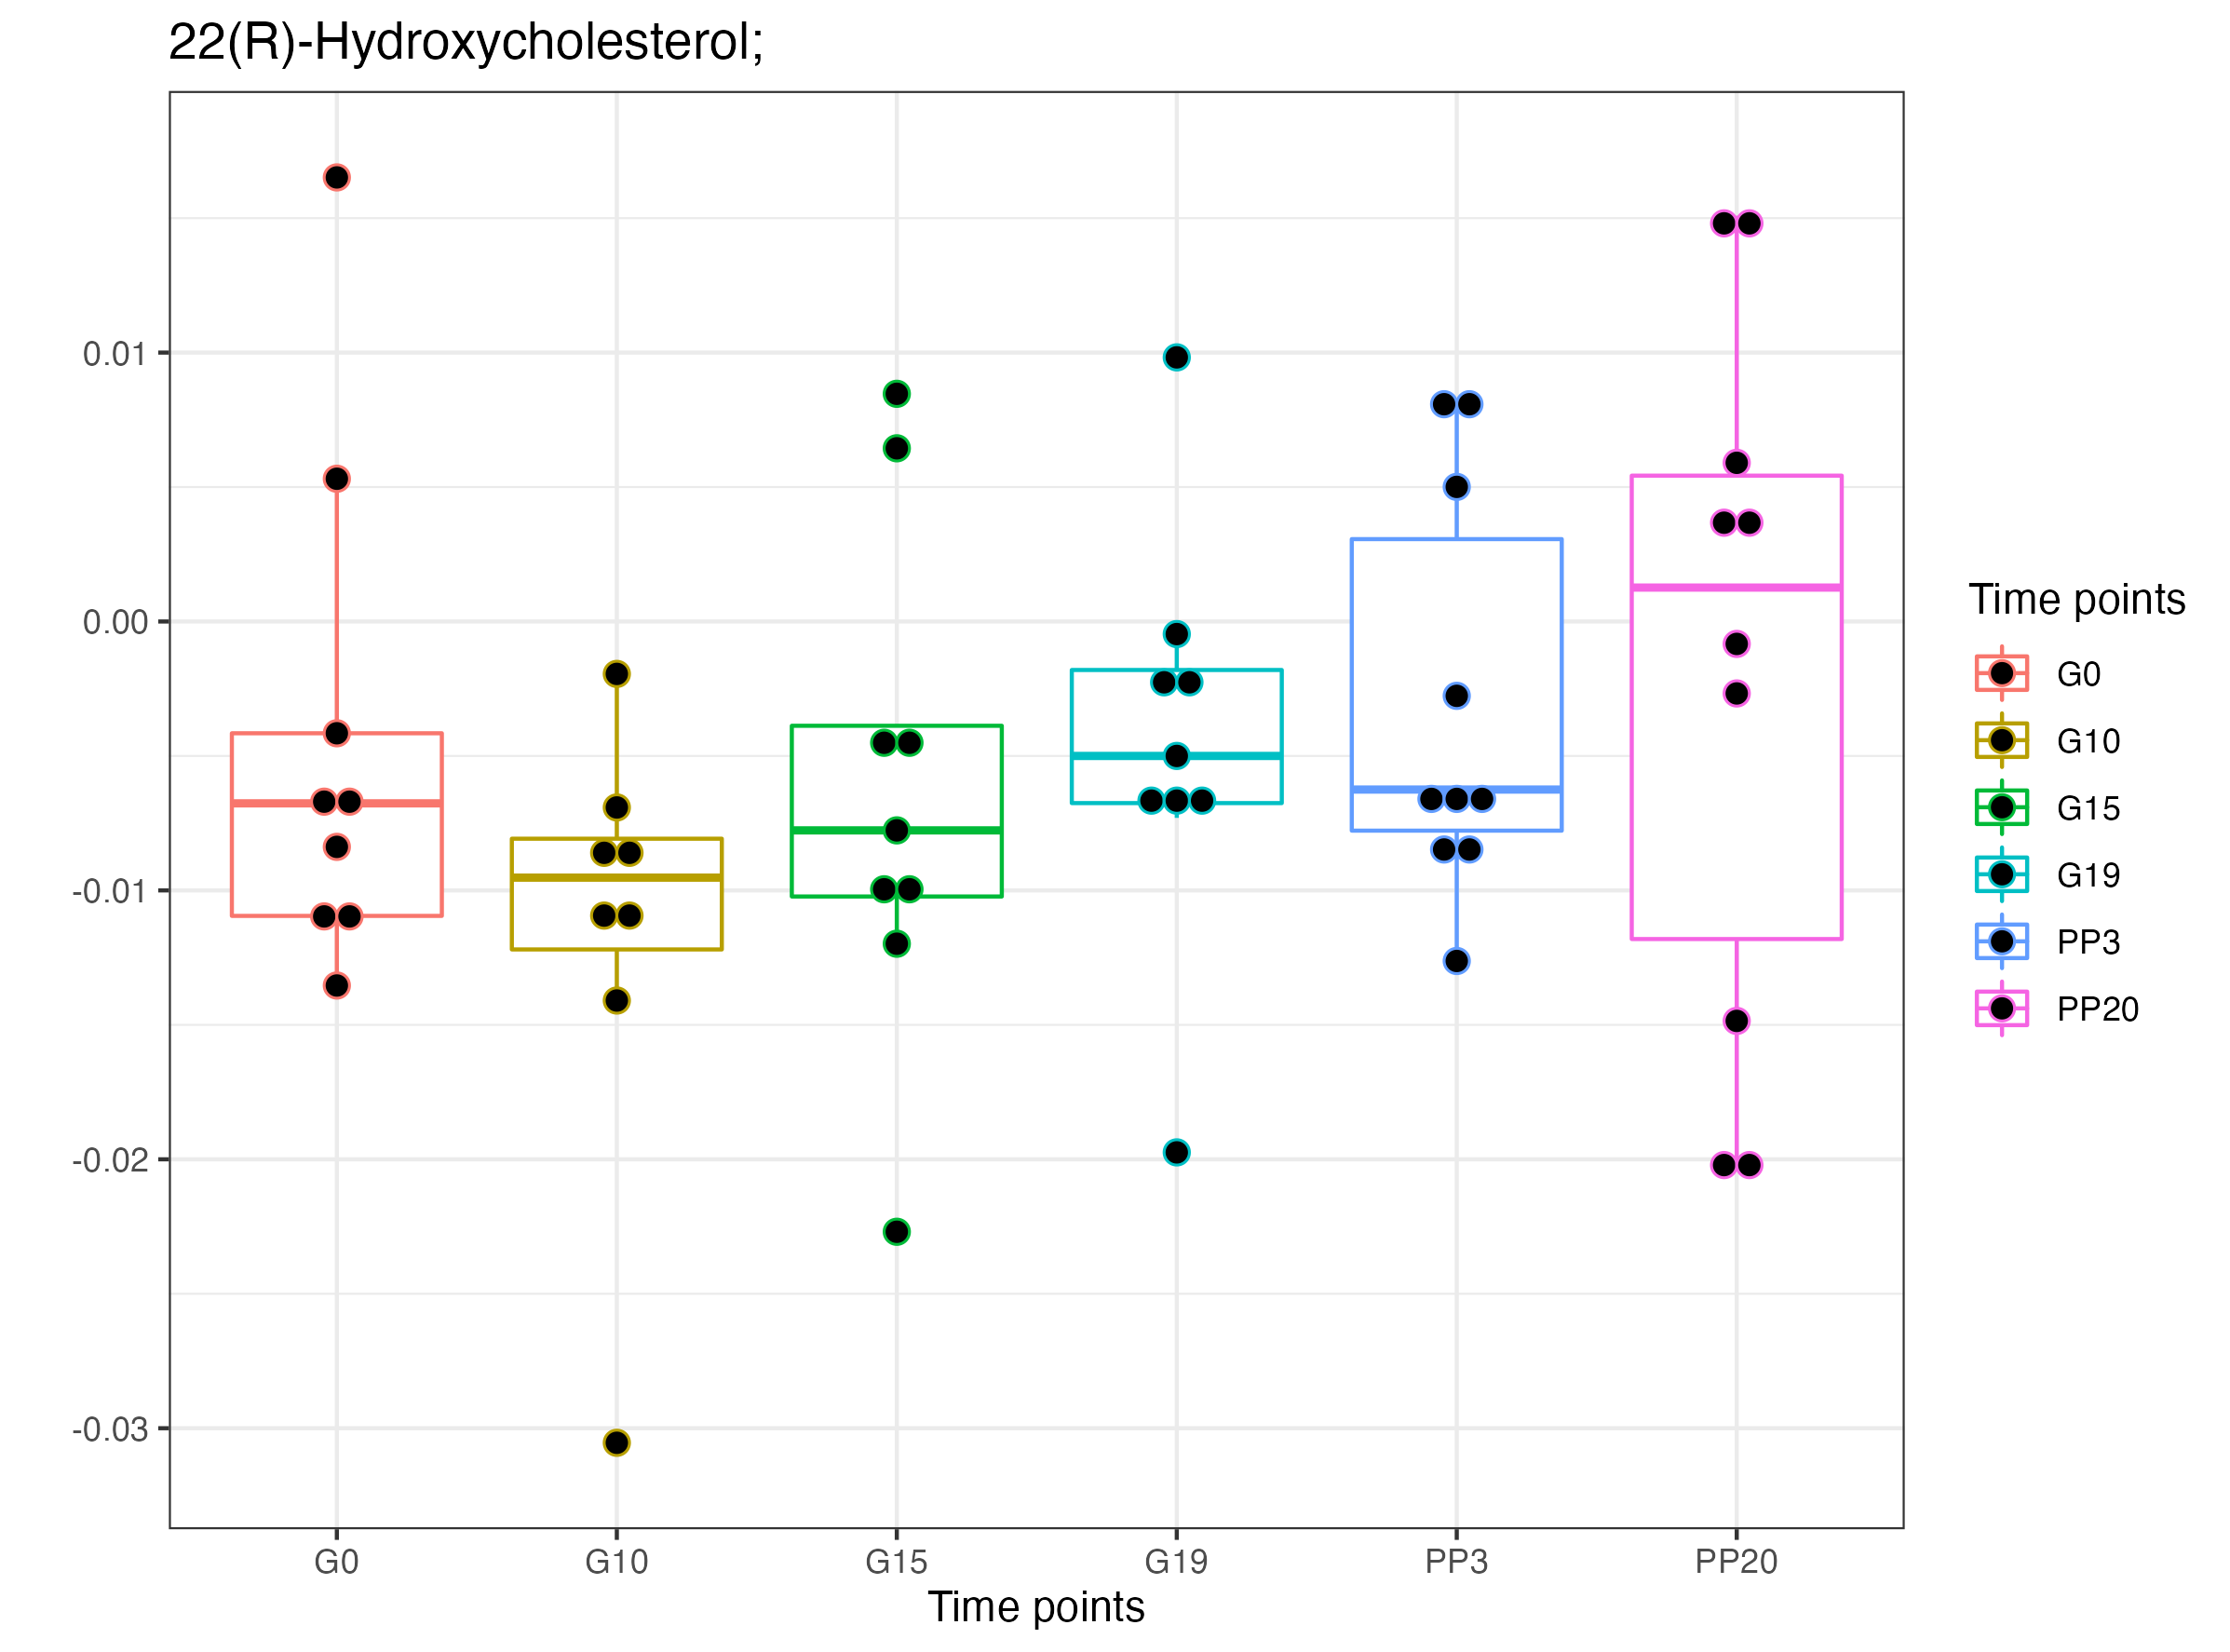 22(R)-Hydroxycholesterol;
0.01
0.00
-0.01
-0.02
-0.03
G0 G10 G15 G19 PP3 PP20
Time points
Time points
G0
G10
G15
G19
PP3
PP20